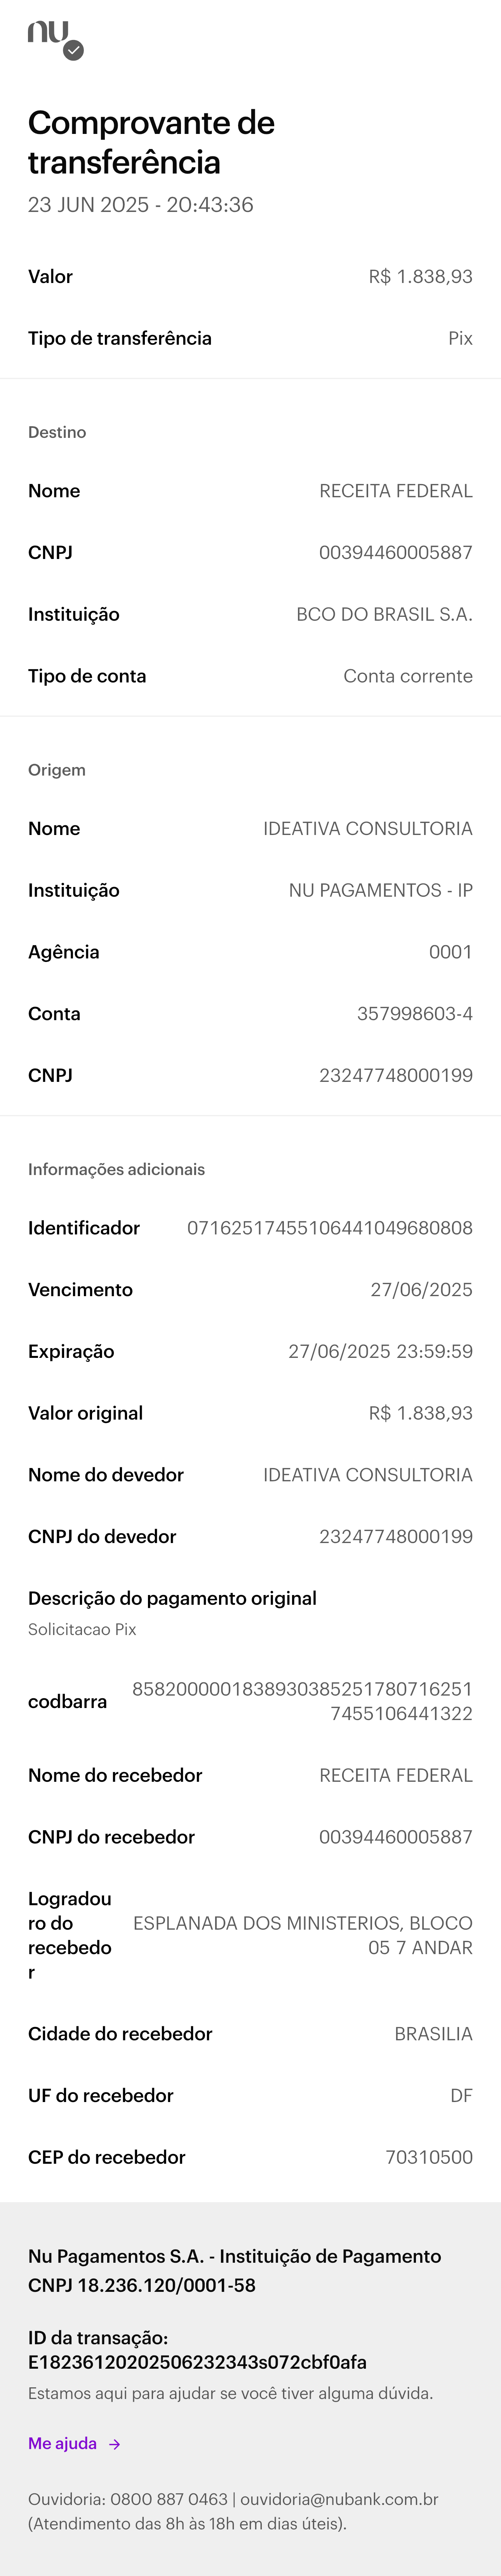 nu
Comprovante de
transferência
23 JUN 2025 - 20:43:36
Valor R$ 1.838,93
Tipo de transferência Pix
Destino
Nome RECEITA FEDERAL
CNPJ 00394460005887
Instituição BCO DO BRASIL S.A.
Tipo de conta Conta corrente
Origem
Nome IDEATIVA CONSULTORIA
Instituição NU PAGAMENTOS - IP
Agência 0001
Conta 357998603-4
CNPJ 23247748000199
Informações adicionais
Identificador 07162517455106441049680808
Vencimento 27/06/2025
Expiração 27/06/2025 23:59:59
Valor original R$ 1.838,93
Nome do devedor IDEATIVA CONSULTORIA
CNPJ do devedor 23247748000199
Descrição do pagamento original
Solicitacao Pix
codbarra 8582000001838930385251780716251
7455106441322
Nome do recebedor RECEITA FEDERAL
CNPJ do recebedor 00394460005887
Logradou
ro do
recebedo
r
ESPLANADA DOS MINISTERIOS, BLOCO
05 7 ANDAR
Cidade do recebedor BRASILIA
UF do recebedor DF
CEP do recebedor 70310500
Nu Pagamentos S.A. - Instituição de Pagamento
CNPJ 18.236.120/0001-58
ID da transação:
E18236120202506232343s072cbf0afa
Estamos aqui para ajudar se você tiver alguma dúvida.
Me ajuda →
Ouvidoria: 0800 887 0463 | ouvidoria@nubank.com.br
(Atendimento das 8h às 18h em dias úteis).